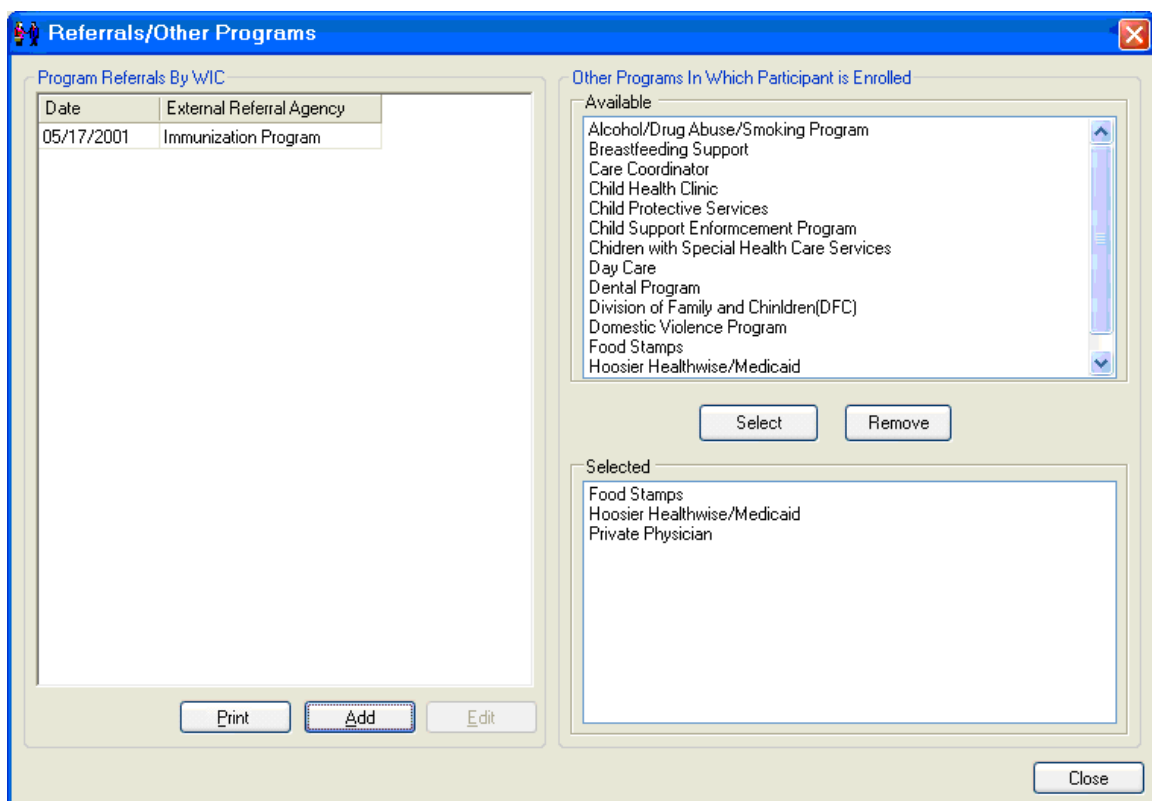 Referrals/Other Programs
Program Referrals By WIC
Date External Referral Agency
05/17/2001 Immunization Program
Print Add Edit
Other Programs In Which Participant is Enrolled
Available
Alcohol/Drug Abuse/Smoking Program
Breastfeeding Support
Care Coordinator
Child Health Clinic
Child Protective Services
Child Support Enformcement Program
Chidren with Special Health Care Services
Day Care
Dental Program
Division of Family and Chinldren(DFC)
Domestic Violence Program
Food Stamps
Hoosier Healthwise/Medicaid
Select Remove
Selected
Food Stamps
Hoosier Healthwise/Medicaid
Private Physician
Close